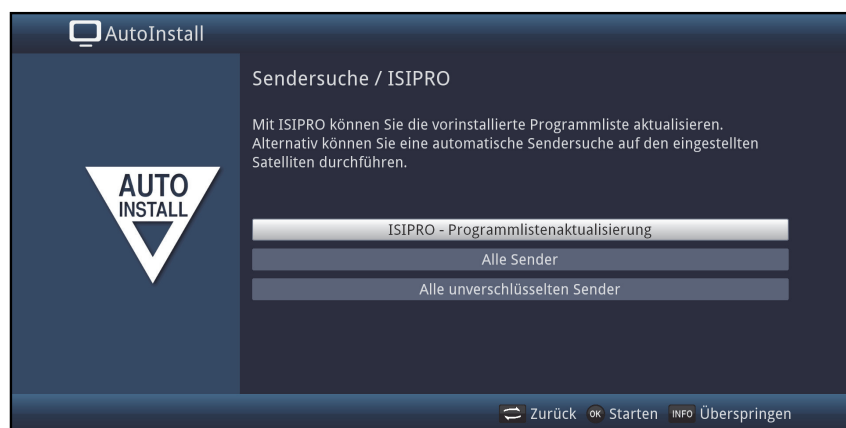 AutoInstall
Sendersuche / ISIPRO
Mit ISIPRO können Sie die vorinstallierte Programmliste aktualisieren.
Alternativ können Sie eine automatische Sendersuche auf den eingestellten
Satelliten durchführen.
AUTO
INSTALL
ISIPRO - Programmlistenaktualisierung
Alle Sender
Alle unverschlüsselten Sender
Zurück OK Starten INFO Überspringen